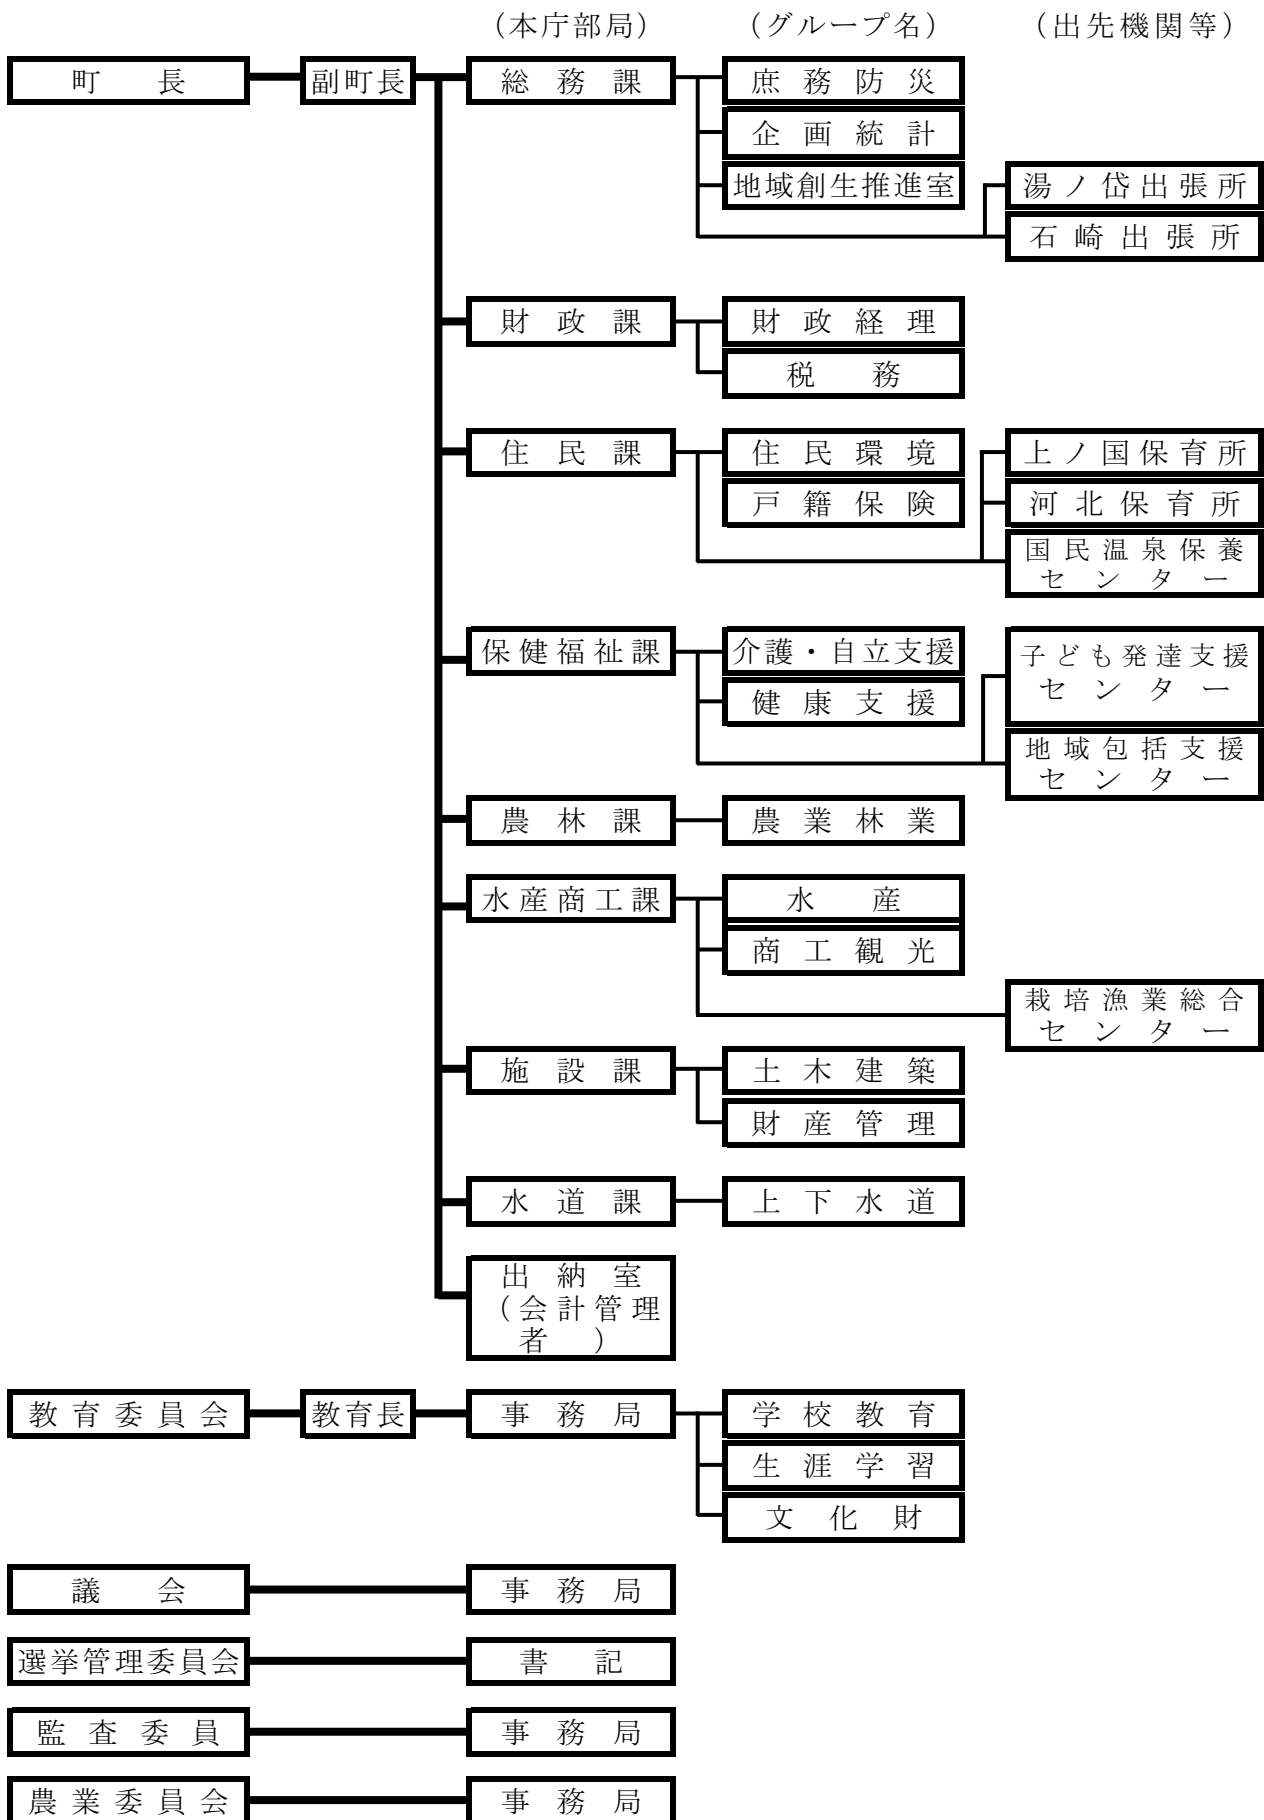 (本庁部局) (グループ名) (出先機関等)
町長 副町長 総務課 庶務防災
企画統計
地域創生推進室 湯ノ岱出張所
石崎出張所
財政課 財政経理
税務
住民課 住民環境 上ノ国保育所
戸籍保険 河北保育所
国民温泉保養
センター
保健福祉課 介護・自立支援 子ども発達支援
センター
健康支援
地域包括支援
センター
農林課 農業林業
水産商工課 水産
商工観光
栽培漁業総合
センター
施設課 土木建築
財産管理
水道課 上下水道
出納室
(会計管理
者)
教育委員会 教育長 事務局 学校教育
生涯学習
文化財
議会 事務局
選挙管理委員会 書記
監査委員 事務局
農業委員会 事務局